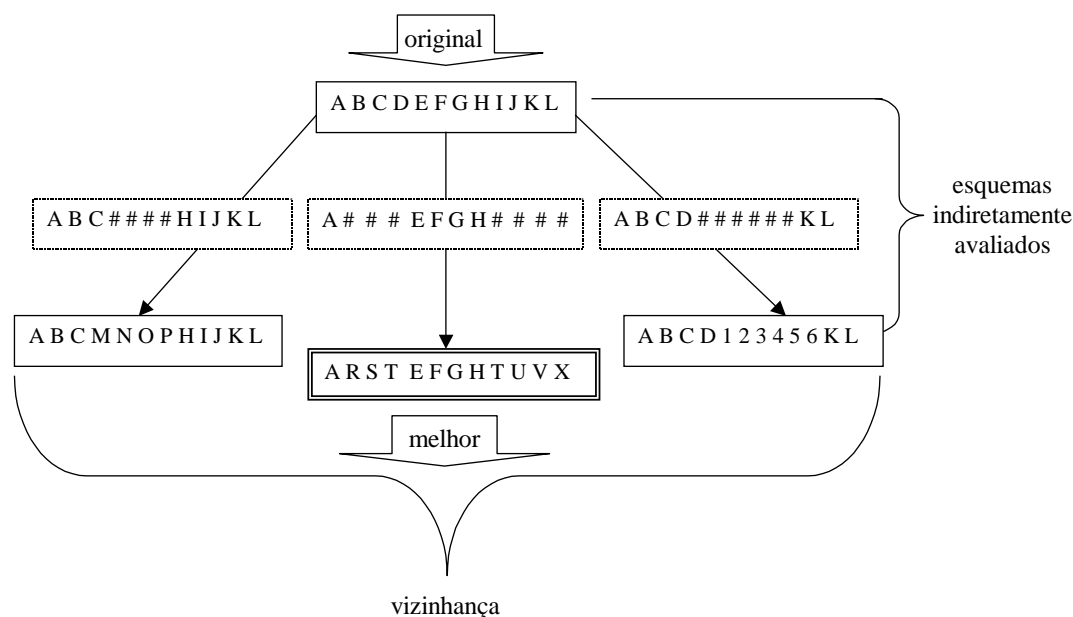 original
A B C D E F G H I J K L
A B C # # # # H I J K L
A # # # E F G H # # # #
A B C D # # # # # # K L
esquemas
indiretamente
avaliados
A B C M N O P H I J K L
A R S T E F G H T U V X
A B C D 1 2 3 4 5 6 K L
melhor
vizinhança